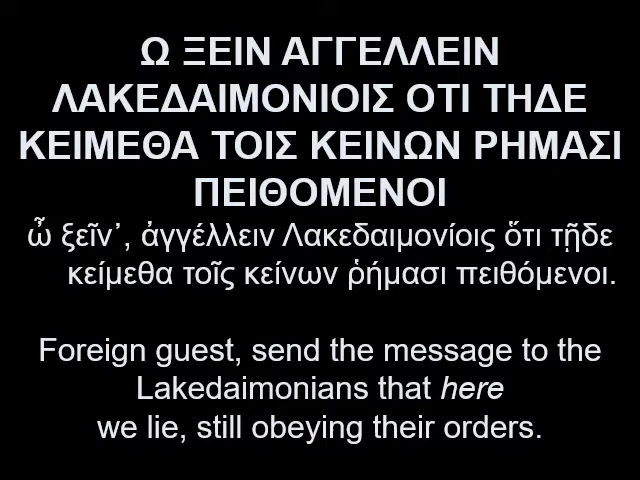 Ω ΞΕΙΝ ΑΓΓΕΛΛΕΙΝ
ΛΑΚΕΔΑΙΜΟΝΙΟΙΣ ΟΤΙ ΤΗΔΕ
ΚΕΙΜΕΘΑ ΤΟΙΣ ΚΕΙΝΩΝ ΡΗΜΑΣΙ
ΠΕΙΘΟΜΕΝΟΙ
ὦ ξεῖν᾽, ἀγγέλλειν Λακεδαιμονίοις ὅτι τῇδε
κείμεθα τοῖς κείνων ῥήμασι πειθόμενοι.
Foreign guest, send the message to the
Lakedaimonians that here
we lie, still obeying their orders.